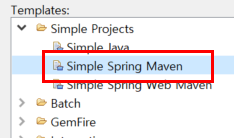 Templates:
Simple Projects
Simple Java
Simple Spring Maven
Simple Spring Web Maven
Batch
GemFire